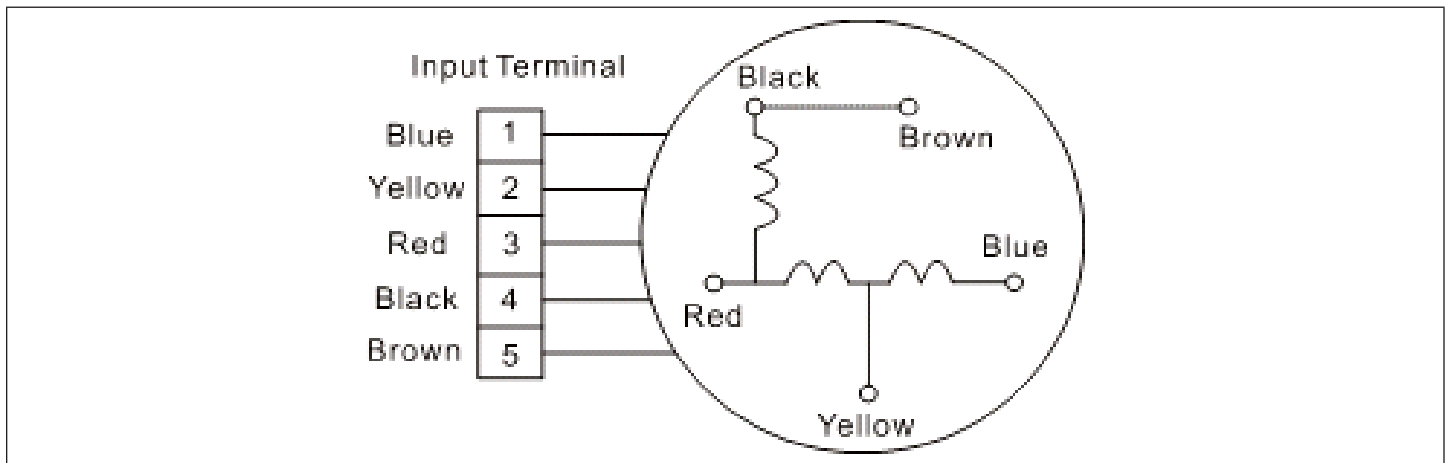 Input Terminal
Blue 1
Yellow 2
Red 3
Black 4
Brown 5
Black
Brown
Blue
Red
Yellow